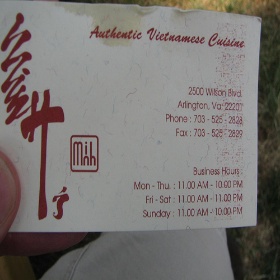 Authentic Vietnamese Cuisine
2500 Wilson Blvd.
Arlington, Va. 22207
Phone : 703 - 525 - 2828
Fax : 703 - 525 - 2829
Minh
Business Hours
Mon - Thu. : 11:00 AM - 10:00 PM
Fri - Sat : 11:00 AM - 11:00 PM
Sunday : 11:00 AM - 10:00 PM